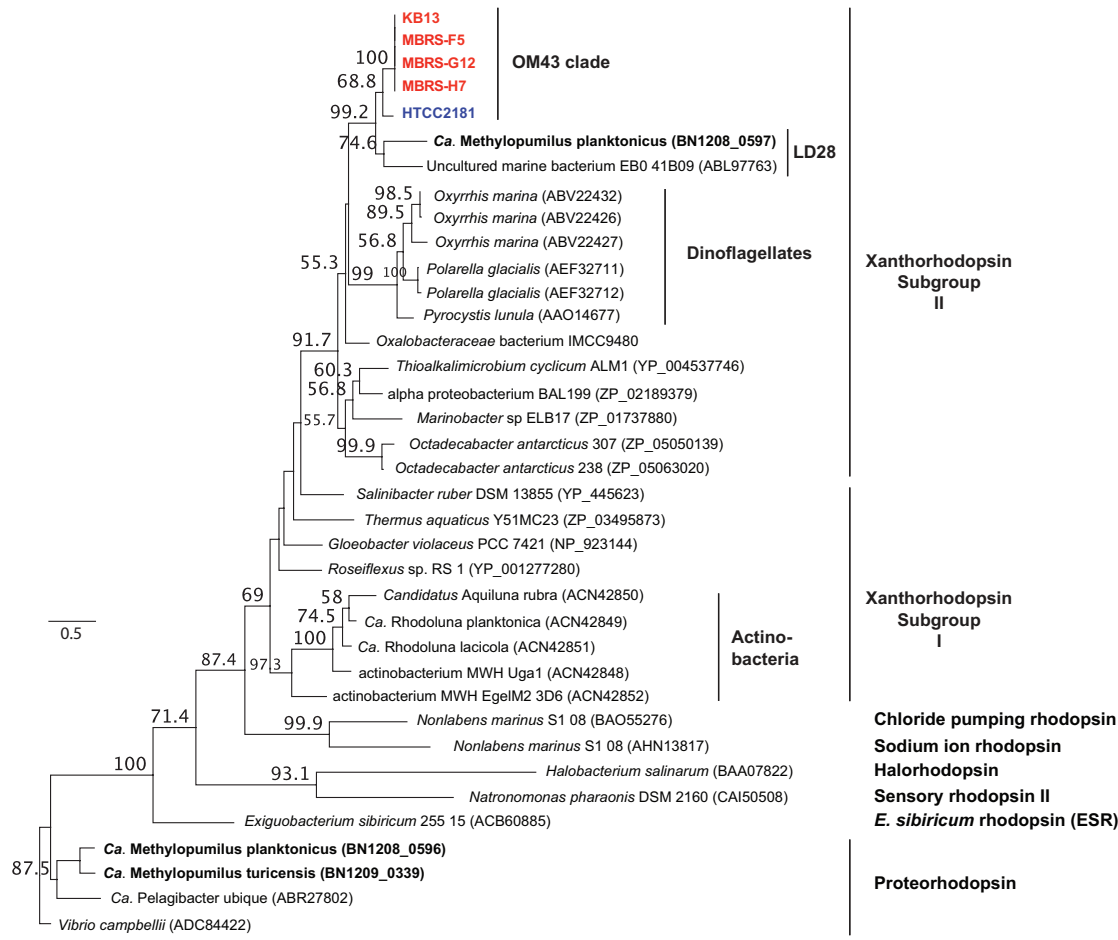 KB13
MBRS-F5
100
MBRS-G12
OM43 clade
68.8
MBRS-H7
99.2
HTCC2181
74.6
Ca. Methylopumilus planktonicus (BN1208_0597)
LD28
Uncultured marine bacterium EB0 41B09 (ABL97763)
98.5
Oxyrrhis marina (ABV22432)
89.5
Oxyrrhis marina (ABV22426)
56.8
Oxyrrhis marina (ABV22427)
Dinoflagellates
55.3
99
100
Polarella glacialis (AEF32711)
Polarella glacialis (AEF32712)
Pyrocystis lunula (AAO14677)
Xanthorhodopsin
Subgroup
II
91.7
Oxalobacteraceae bacterium IMCC9480
60.3
Thioalkalimicrobium cyclicum ALM1 (YP_004537746)
56.8
alpha proteobacterium BAL199 (ZP_02189379)
55.7
Marinobacter sp ELB17 (ZP_01737880)
99.9
Octadecabacter antarcticus 307 (ZP_05050139)
Octadecabacter antarcticus 238 (ZP_05063020)
Salinibacter ruber DSM 13855 (YP_445623)
Thermus aquaticus Y51MC23 (ZP_03495873)
Gloeobacter violaceus PCC 7421 (NP_923144)
Roseiflexus sp. RS 1 (YP_001277280)
69
58
Candidatus Aquiluna rubra (ACN42850)
74.5
Ca. Rhodoluna planktonica (ACN42849)
100
Ca. Rhodoluna lacicola (ACN42851)
Actino-
bacteria
Xanthorhodopsin
Subgroup
I
0.5
87.4
97.3
actinobacterium MWH Uga1 (ACN42848)
actinobacterium MWH EgelM2 3D6 (ACN42852)
71.4
99.9
Nonlabens marinus S1 08 (BAO55276)
Chloride pumping rhodopsin
Nonlabens marinus S1 08 (AHN13817)
Sodium ion rhodopsin
100
93.1
Halobacterium salinarum (BAA07822)
Halorhodopsin
Natronomonas pharaonis DSM 2160 (CAI50508)
Sensory rhodopsin II
Exiguobacterium sibiricum 255 15 (ACB60885)
E. sibiricum rhodopsin (ESR)
87.5
Ca. Methylopumilus planktonicus (BN1208_0596)
Ca. Methylopumilus turicensis (BN1209_0339)
Proteorhodopsin
Ca. Pelagibacter ubique (ABR27802)
Vibrio campbellii (ADC84422)